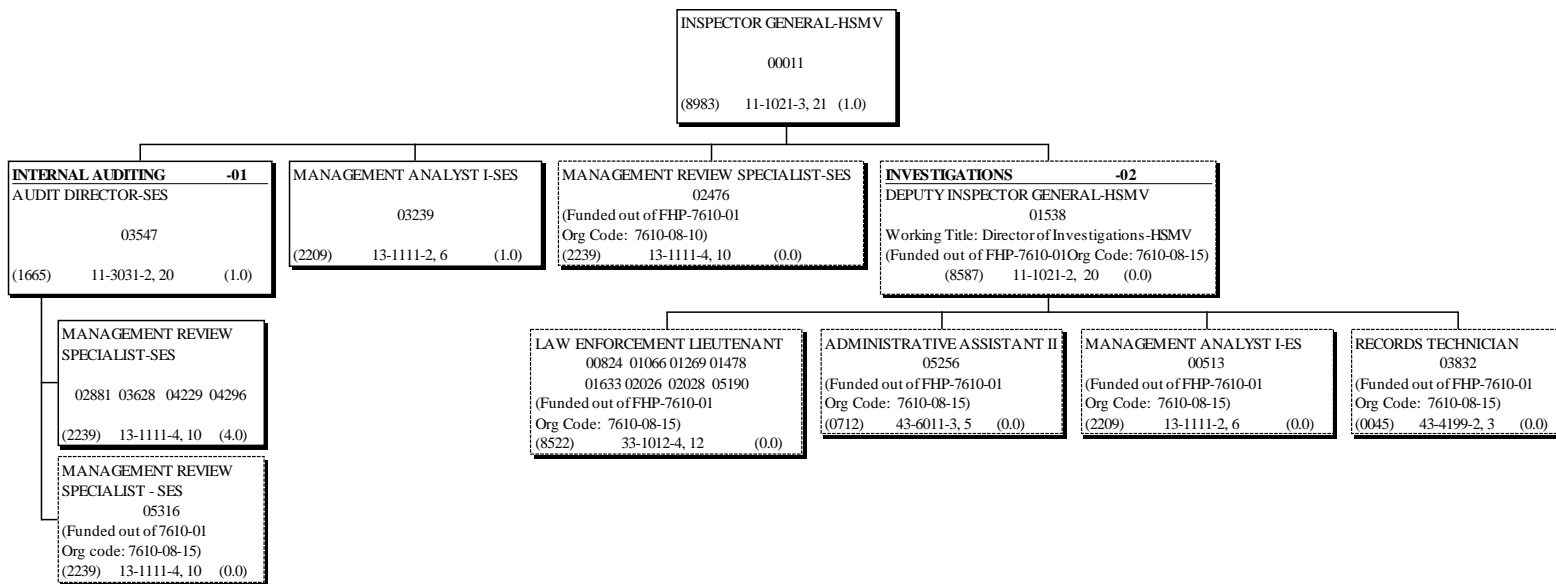 INSPECTOR GENERAL-HSMV
00011
(8983) 11-1021-3, 21 (1.0)
INTERNAL AUDITING -01
AUDIT DIRECTOR-SES
03547
(1665) 11-3031-2, 20 (1.0)
MANAGEMENT ANALYST I-SES
03239
(2209) 13-1111-2, 6 (1.0)
MANAGEMENT REVIEW SPECIALIST-SES
02476
(Funded out of FHP-7610-01
Org Code: 7610-08-10)
(2239) 13-1111-4, 10 (0.0)
INVESTIGATIONS -02
DEPUTY INSPECTOR GENERAL-HSMV
01538
Working Title: Director of Investigations-HSMV
(Funded out of FHP-7610-01Org Code: 7610-08-15)
(8587) 11-1021-2, 20 (0.0)
MANAGEMENT REVIEW
SPECIALIST-SES
02881 03628 04229 04296
(2239) 13-1111-4, 10 (4.0)
MANAGEMENT REVIEW
SPECIALIST - SES
05316
(Funded out of 7610-01
Org code: 7610-08-15)
(2239) 13-1111-4, 10 (0.0)
LAW ENFORCEMENT LIEUTENANT
00824 01066 01269 01478
01633 02026 02028 05190
(Funded out of FHP-7610-01
Org Code: 7610-08-15)
(8522) 33-1012-4, 12 (0.0)
ADMINISTRATIVE ASSISTANT II
05256
(Funded out of FHP-7610-01
Org Code: 7610-08-15)
(0712) 43-6011-3, 5 (0.0)
MANAGEMENT ANALYST I-ES
00513
(Funded out of FHP-7610-01
Org Code: 7610-08-15)
(2209) 13-1111-2, 6 (0.0)
RECORDS TECHNICIAN
03832
(Funded out of FHP-7610-01
Org Code: 7610-08-15)
(0045) 43-4199-2, 3 (0.0)